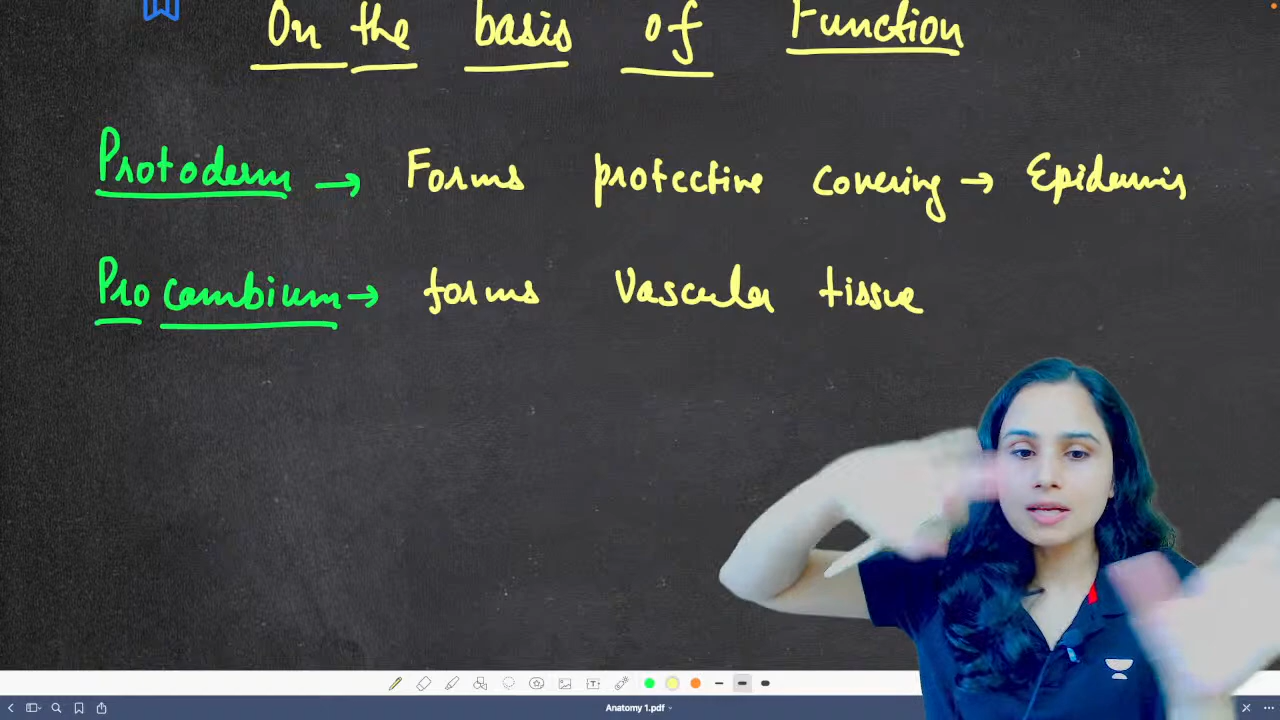 On the basis of Function
Protoderm → Forms protective covering → Epidermis
Procambium → forms Vascular tissue
Anatomy 1.pdf